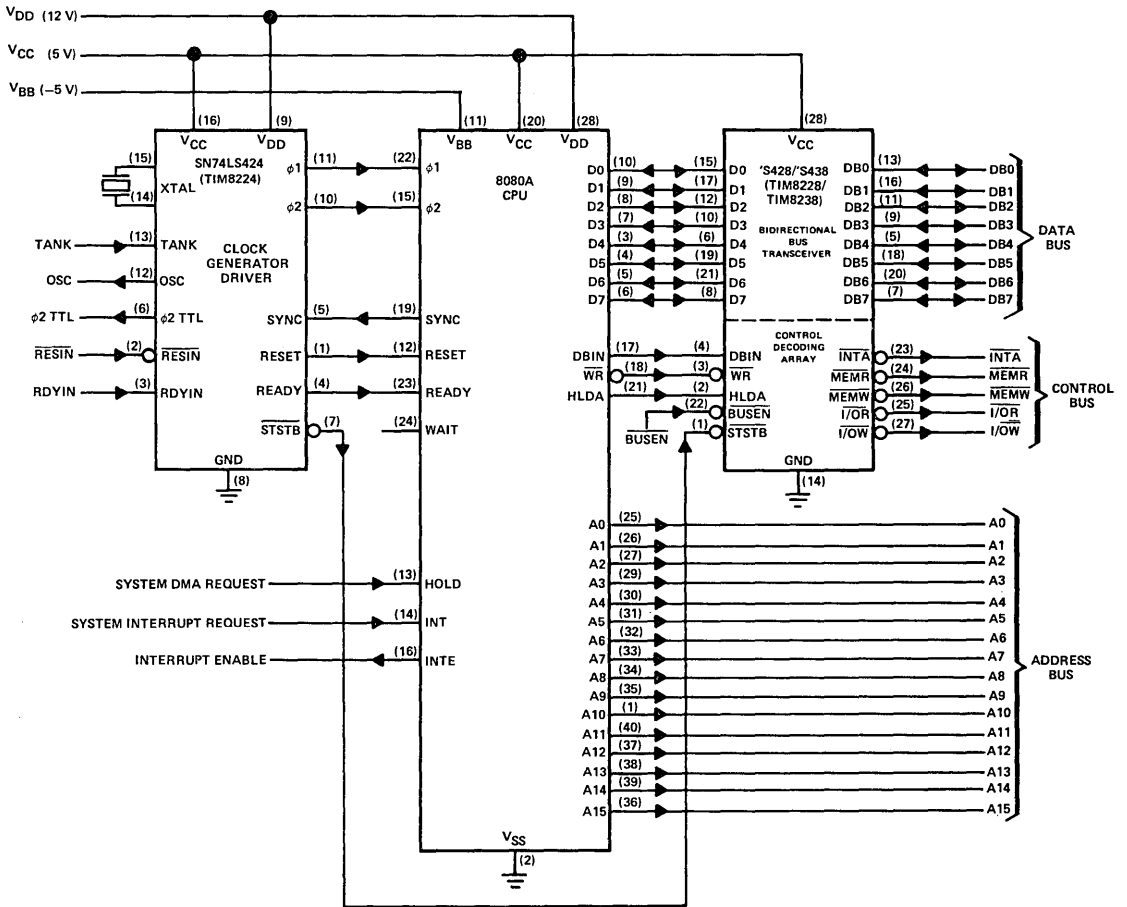 VDD (12 V)
VCC (5 V)
VBB (−5 V)
(16) (9) (11) (20) (28) (28)
VCC VDD VBB VCC VDD VCC
SN74LS424
(TIM8224)
CLOCK
GENERATOR
DRIVER
(15)
XTAL
(14)
TANK (13) TANK
OSC (12) OSC
ϕ2 TTL (6) ϕ2 TTL
RESIN (2) RESIN
RDYIN (3) RDYIN
GND
(8)
ϕ1 (11) (22) ϕ1
ϕ2 (10) (15) ϕ2
SYNC (5) (19) SYNC
RESET (1) (12) RESET
READY (4) (23) READY
STSTB (7)
(24) WAIT
8080A
CPU
SYSTEM DMA REQUEST (13) HOLD
SYSTEM INTERRUPT REQUEST (14) INT
INTERRUPT ENABLE (16) INTE
VSS
(2)
D0 (10) (15) D0
D1 (9) (17) D1
D2 (8) (12) D2
D3 (7) (10) D3
D4 (3) (6) D4
D5 (4) (19) D5
D6 (5) (21) D6
D7 (6) (8) D7
DBIN (17) (4) DBIN
WR (18) (3) WR
HLDA (21) (2) HLDA
BUSEN (22) BUSEN
(1) STSTB
'S428/'S438
(TIM8228/
TIM8238)
BIDIRECTIONAL
BUS
TRANSCEIVER
CONTROL
DECODING
ARRAY
GND
(14)
DB0 (13) DB0
DB1 (16) DB1
DB2 (11) DB2
DB3 (9) DB3
DB4 (5) DB4
DB5 (18) DB5
DB6 (20) DB6
DB7 (7) DB7
DATA
BUS
INTA (23) INTA
MEMR (24) MEMR
MEMW (26) MEMW
I/OR (25) I/OR
I/OW (27) I/OW
CONTROL
BUS
A0 (25) A0
A1 (26) A1
A2 (27) A2
A3 (29) A3
A4 (30) A4
A5 (31) A5
A6 (32) A6
A7 (33) A7
A8 (34) A8
A9 (35) A9
A10 (1) A10
A11 (40) A11
A12 (37) A12
A13 (38) A13
A14 (39) A14
A15 (36) A15
ADDRESS
BUS